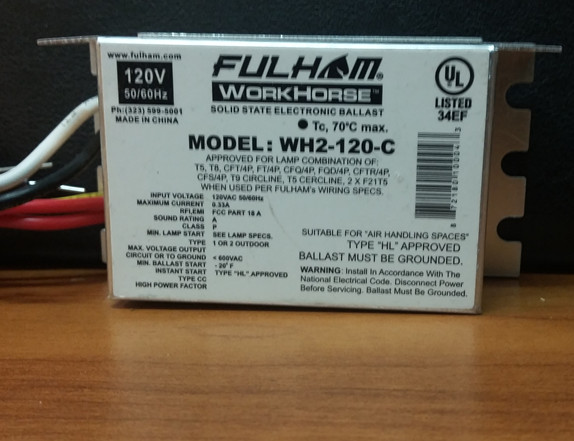 www.fulham.com
120V
50/60Hz
Ph:(323) 599-5001
MADE IN CHINA
FULHAM®
WORKHORSE™
SOLID STATE ELECTRONIC BALLAST
Tc, 70°C max.
UL
LISTED
34EF
MODEL: WH2-120-C
APPROVED FOR LAMP COMBINATION OF:
T5, T8, CFT/4P, FT/4P, CFQ/4P, FQD/4P, CFTR/4P,
CFS/4P, T9 CIRCLINE, T5 CERCLINE, 2 X F21T5
WHEN USED PER FULHAM's WIRING SPECS.
INPUT VOLTAGE 120VAC 50/60Hz
MAXIMUM CURRENT 0.33A
RF/EMI FCC PART 18 A
SOUND RATING A
CLASS P
MIN. LAMP START SEE LAMP SPECS.
TYPE 1 OR 2 OUTDOOR
MAX. VOLTAGE OUTPUT
CIRCUIT OR TO GROUND < 600VAC
MIN. BALLAST START - 20° F
INSTANT START TYPE "HL" APPROVED
TYPE CC
HIGH POWER FACTOR
SUITABLE FOR "AIR HANDLING SPACES"
TYPE "HL" APPROVED
BALLAST MUST BE GROUNDED.
WARNING: Install In Accordance With The
National Electrical Code. Disconnect Power
Before Servicing. Ballast Must Be Grounded.